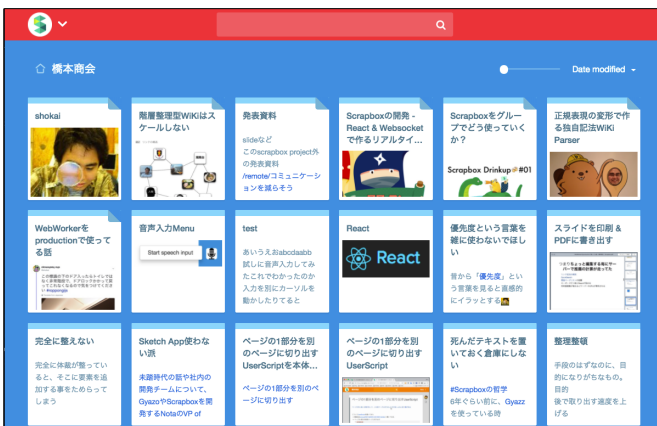 橋本商会
Date modified
shokai
階層整理型WiKiはス
ケールしない
発表資料
slideなど
このscrapbox project外
の発表資料
/remote/コミュニケーシ
ョンを減らそう
Scrapboxの開発 -
React & Websocket
で作るリアルタイ...
Scrapboxをグルー
プでどう使っていく
か？
Scrapbox Drinkup #01
正規表現の変形で作
る独自記法WiKi
Parser
WebWorkerを
productionで使って
る話
音声入力Menu
Start speech input
test
あいうえおabcdaabb
試しに音声入力してみ
たこれでわかったのか
入力を別にカーソルを
動かしたりてると
React
React
優先度という言葉を
雑に使わないでほし
い
昔から「優先度」とい
う言葉を見ると直感的
にイラッとする
スライドを印刷 &
PDFに書き出す
完全に整えない
完全に体裁が整ってい
ると、そこに要素を追
加する事をためらって
しまう
Sketch App使わな
い派
未踏時代の話や社内の
開発チームについて、
GyazoやScrapboxを開
発するNotaのVP of
ページの1部分を別
のページに切り出す
UserScriptを本体...
ページの1部分を別のペ
ージに切り出す
ページの1部分を別
のページに切り出す
UserScript
死んだテキストを置
いておく倉庫にしな
い
#Scrapboxの哲学
6年ぐらい前に、Gyazz
を使っている時
整理整頓
手段のはずなのに、目
的になりがちなもの。
目的
後で取り出す速度を上
げる